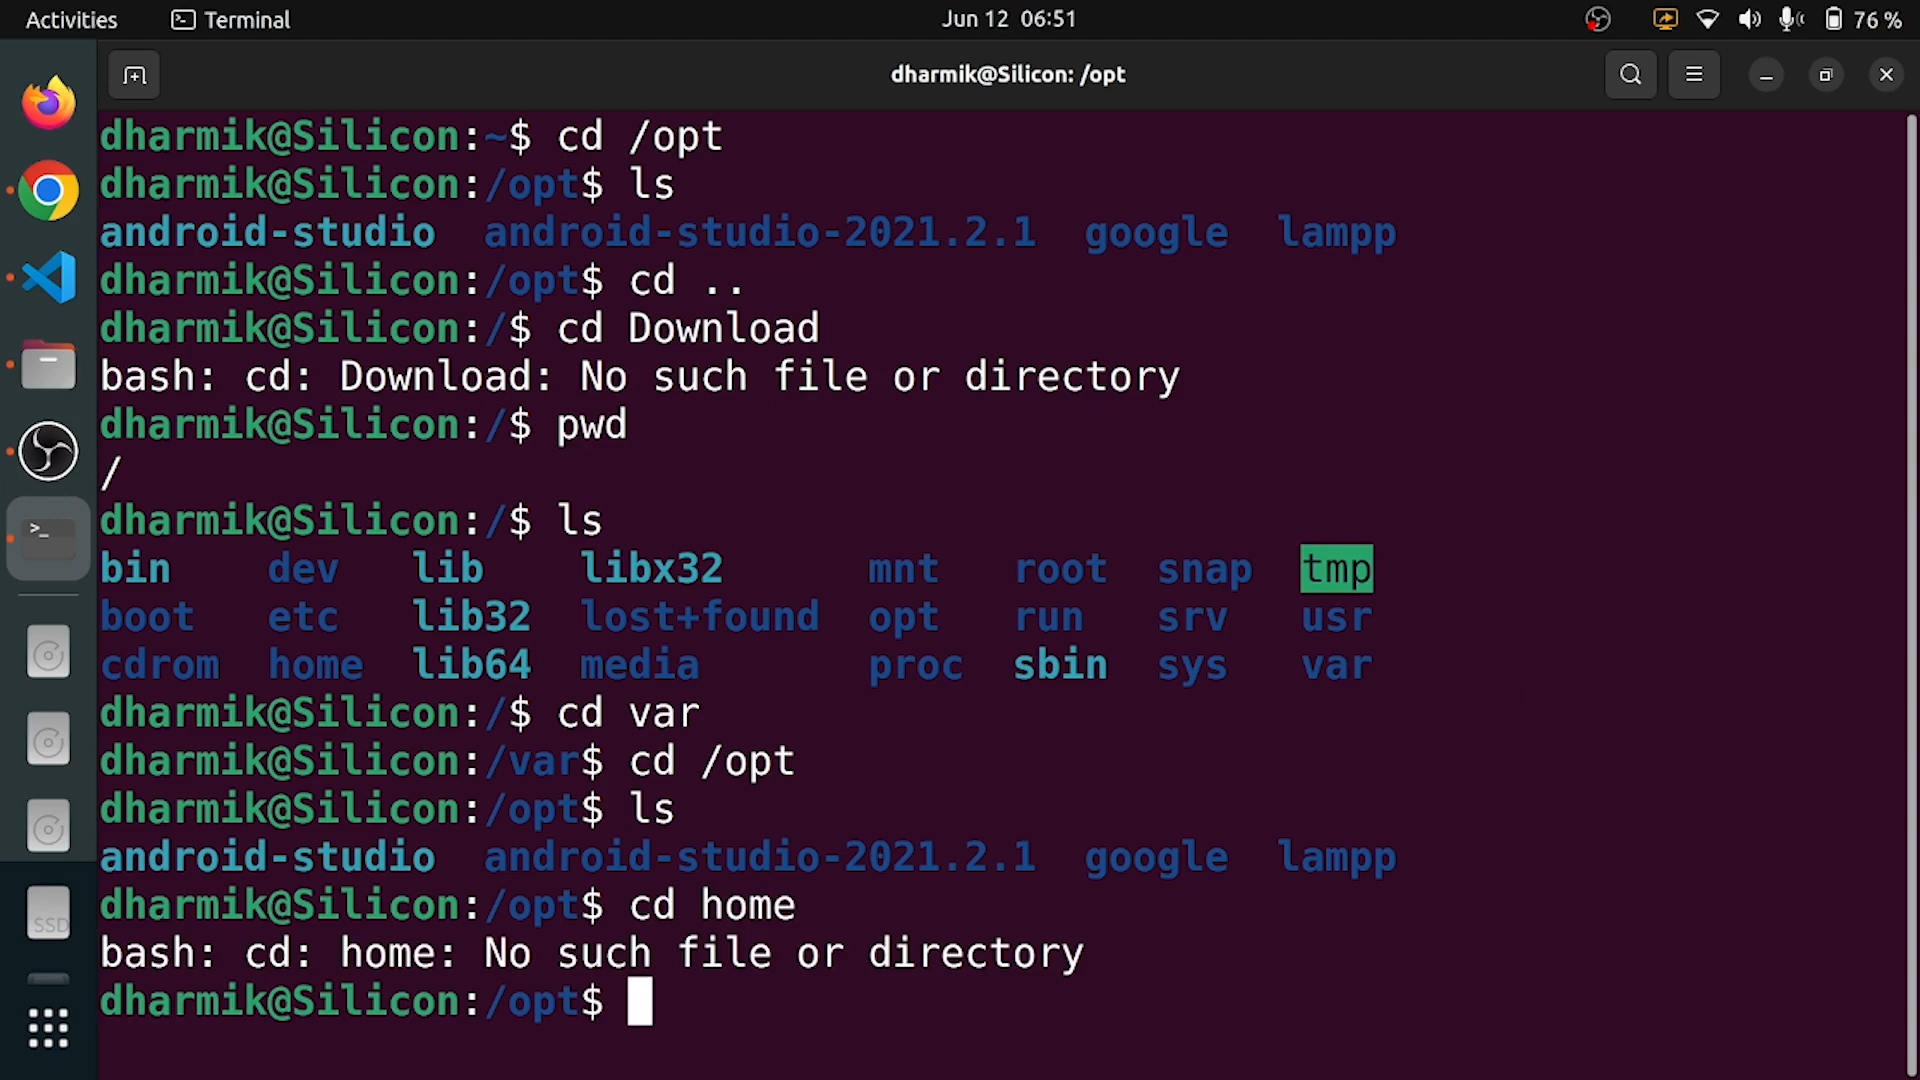 Activities Terminal Jun 12 06:51 76 %
dharmik@Silicon: /opt
dharmik@Silicon:~$ cd /opt
dharmik@Silicon:/opt$ ls
android-studio android-studio-2021.2.1 google lampp
dharmik@Silicon:/opt$ cd ..
dharmik@Silicon:/$ cd Download
bash: cd: Download: No such file or directory
dharmik@Silicon:/$ pwd
/
dharmik@Silicon:/$ ls
bin dev lib libx32 mnt root snap tmp
boot etc lib32 lost+found opt run srv usr
cdrom home lib64 media proc sbin sys var
dharmik@Silicon:/$ cd var
dharmik@Silicon:/var$ cd /opt
dharmik@Silicon:/opt$ ls
android-studio android-studio-2021.2.1 google lampp
dharmik@Silicon:/opt$ cd home
bash: cd: home: No such file or directory
dharmik@Silicon:/opt$
SSD